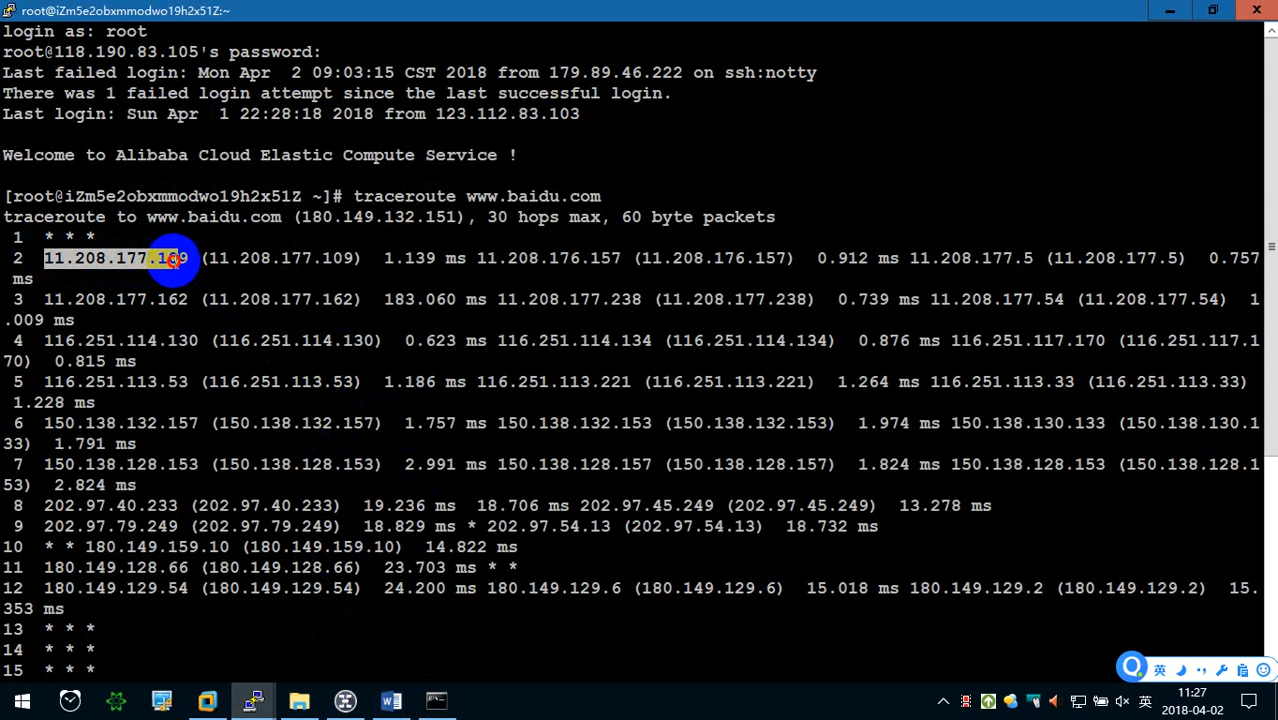 root@iZm5e2obxmmodwo19h2x51Z:~
login as: root
root@118.190.83.105's password:
Last failed login: Mon Apr  2 09:03:15 CST 2018 from 179.89.46.222 on ssh:notty
There was 1 failed login attempt since the last successful login.
Last login: Sun Apr  1 22:28:18 2018 from 123.112.83.103
Welcome to Alibaba Cloud Elastic Compute Service !
[root@iZm5e2obxmmodwo19h2x51Z ~]# traceroute www.baidu.com
traceroute to www.baidu.com (180.149.132.151), 30 hops max, 60 byte packets
 1  * * *
 2  11.208.177.109 (11.208.177.109)  1.139 ms 11.208.176.157 (11.208.176.157)  0.912 ms 11.208.177.5 (11.208.177.5)  0.757
 ms
 3  11.208.177.162 (11.208.177.162)  183.060 ms 11.208.177.238 (11.208.177.238)  0.739 ms 11.208.177.54 (11.208.177.54)  1
.009 ms
 4  116.251.114.130 (116.251.114.130)  0.623 ms 116.251.114.134 (116.251.114.134)  0.876 ms 116.251.117.170 (116.251.117.1
70)  0.815 ms
 5  116.251.113.53 (116.251.113.53)  1.186 ms 116.251.113.221 (116.251.113.221)  1.264 ms 116.251.113.33 (116.251.113.33)
 1.228 ms
 6  150.138.132.157 (150.138.132.157)  1.757 ms 150.138.132.153 (150.138.132.153)  1.974 ms 150.138.130.133 (150.138.130.1
33)  1.791 ms
 7  150.138.128.153 (150.138.128.153)  2.991 ms 150.138.128.157 (150.138.128.157)  1.824 ms 150.138.128.153 (150.138.128.1
53)  2.824 ms
 8  202.97.40.233 (202.97.40.233)  19.236 ms  18.706 ms 202.97.45.249 (202.97.45.249)  13.278 ms
 9  202.97.79.249 (202.97.79.249)  18.829 ms * 202.97.54.13 (202.97.54.13)  18.732 ms
10  * * 180.149.159.10 (180.149.159.10)  14.822 ms
11  180.149.128.66 (180.149.128.66)  23.703 ms * *
12  180.149.129.54 (180.149.129.54)  24.200 ms 180.149.129.6 (180.149.129.6)  15.018 ms 180.149.129.2 (180.149.129.2)  15.
353 ms
13  * * *
14  * * *
15  * * *
英
英
11:27
2018-04-02